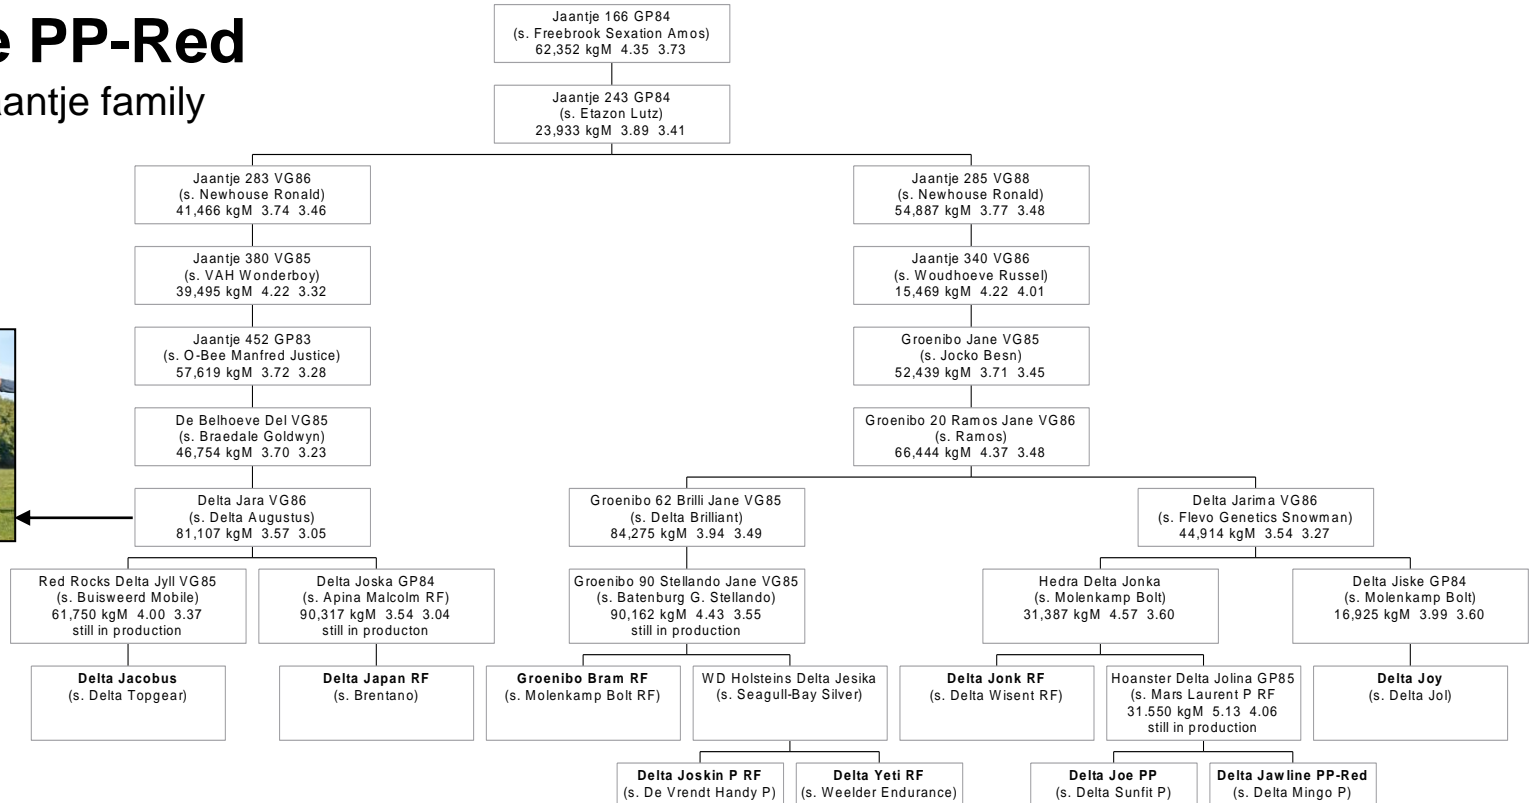 e PP-Red
antje family
Jaantje 166 GP84
(s. Freebrook Sexation Amos)
62,352 kgM 4.35 3.73
Jaantje 243 GP84
(s. Etazon Lutz)
23,933 kgM 3.89 3.41
Jaantje 283 VG86
(s. Newhouse Ronald)
41,466 kgM 3.74 3.46
Jaantje 285 VG88
(s. Newhouse Ronald)
54,887 kgM 3.77 3.48
Jaantje 380 VG85
(s. VAH Wonderboy)
39,495 kgM 4.22 3.32
Jaantje 340 VG86
(s. Woudhoeve Russel)
15,469 kgM 4.22 4.01
Jaantje 452 GP83
(s. O-Bee Manfred Justice)
57,619 kgM 3.72 3.28
Groenibo Jane VG85
(s. Jocko Besn)
52,439 kgM 3.71 3.45
De Belhoeve Del VG85
(s. Braedale Goldwyn)
46,754 kgM 3.70 3.23
Groenibo 20 Ramos Jane VG86
(s. Ramos)
66,444 kgM 4.37 3.48
Delta Jara VG86
(s. Delta Augustus)
81,107 kgM 3.57 3.05
Groenibo 62 Brilli Jane VG85
(s. Delta Brilliant)
84,275 kgM 3.94 3.49
Delta Jarima VG86
(s. Flevo Genetics Snowman)
44,914 kgM 3.54 3.27
Red Rocks Delta Jyll VG85
(s. Buisweerd Mobile)
61,750 kgM 4.00 3.37
still in production
Delta Joska GP84
(s. Apina Malcolm RF)
90,317 kgM 3.54 3.04
still in producton
Groenibo 90 Stellando Jane VG85
(s. Batenburg G. Stellando)
90,162 kgM 4.43 3.55
still in production
Hedra Delta Jonka
(s. Molenkamp Bolt)
31,387 kgM 4.57 3.60
Delta Jiske GP84
(s. Molenkamp Bolt)
16,925 kgM 3.99 3.60
Delta Jacobus
(s. Delta Topgear)
Delta Japan RF
(s. Brentano)
Groenibo Bram RF
(s. Molenkamp Bolt RF)
WD Holsteins Delta Jesika
(s. Seagull-Bay Silver)
Delta Jonk RF
(s. Delta Wisent RF)
Hoanster Delta Jolina GP85
(s. Mars Laurent P RF
31.550 kgM 5.13 4.06
still in production
Delta Joy
(s. Delta Jol)
Delta Joskin P RF
(s. De Vrendt Handy P)
Delta Yeti RF
(s. Weelder Endurance)
Delta Joe PP
(s. Delta Sunfit P)
Delta Jawline PP-Red
(s. Delta Mingo P)